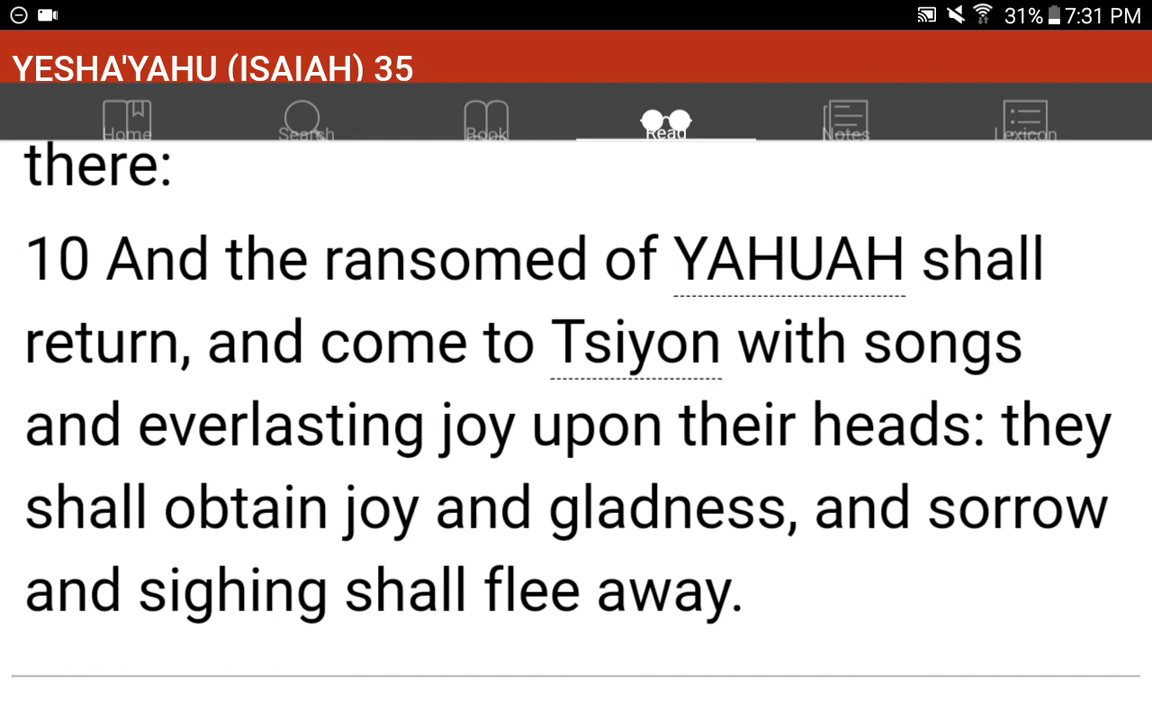 31% 7:31 PM
YESHA'YAHU (ISAIAH) 35
Home Search Book Read Notes Lexicon
there:
10 And the ransomed of YAHUAH shall
return, and come to Tsiyon with songs
and everlasting joy upon their heads: they
shall obtain joy and gladness, and sorrow
and sighing shall flee away.